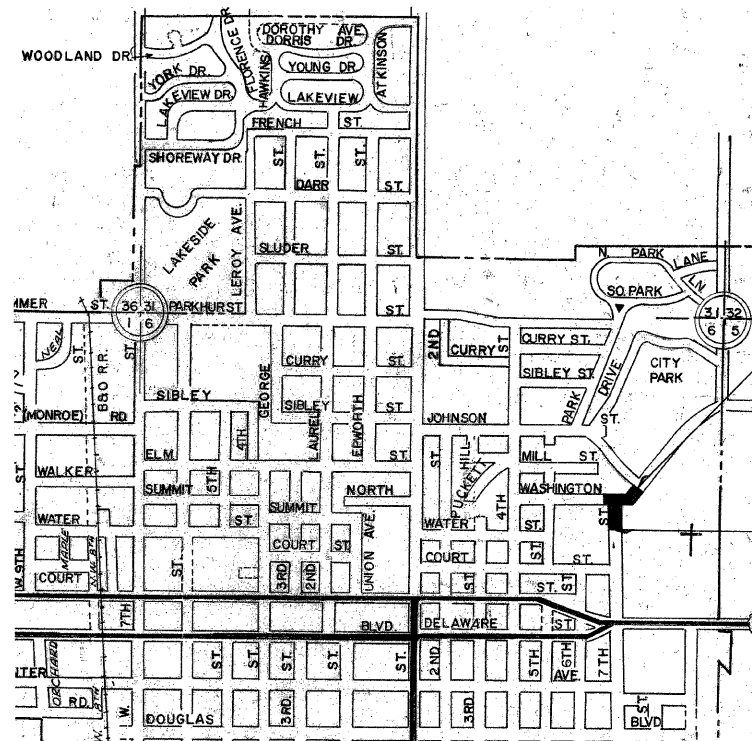 DOROTHY AVE.
DORRIS DR.
WOODLAND DR.
FLORENCE DR.
HAWKINS
ATKINSON
YORK DR.
YOUNG DR.
LAKEVIEW DR.
LAKEVIEW
FRENCH ST.
SHOREWAY DR.
ST.
ST.
ST.
DARR ST.
LAKESIDE PARK
LEROY AVE.
SLUDER ST.
N PARK LANE
LN
SO. PARK
MMER ST.
36 31
1 6
PARKHURST
31 32
6 5
NEAL
ST.
B&O R.R.
ST.
2ND
CURRY ST.
CURRY
ST
CURRY ST.
SIBLEY ST.
PARK DRIVE
CITY PARK
SIBLEY
GEORGE
SIBLEY ST.
LAUREL
EPWORTH
(MONROE) RD.
JOHNSON
ST.
4TH
ELM
ST.
MILL ST.
WALKER
ST.
5TH
SUMMIT
NORTH
ST.
PUCKETT HILL
4TH
WASHINGTON
ST.
WATER
ST.
SUMMIT
WATER
ST.
COURT ST.
UNION AVE.
MAPLE
N.W. 8TH
W. 9TH
COURT
ST.
3RD
2ND
COURT
ST.
ST.
ST.
ST.
ST.
7TH
BLVD.
DELAWARE ST.
ORCHARD
NTER
RD.
N. 8TH
W.
ST.
ST.
ST.
ST.
ST.
2ND
5TH
6TH
7TH
AVE.
DOUGLAS
3RD
3RD
ST.
BLVD